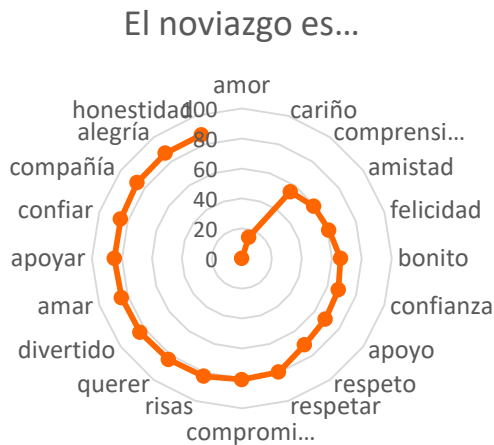 El noviazgo es...
amor
cariño
comprensi...
amistad
felicidad
bonito
confianza
apoyo
respeto
respetar
compromi...
risas
querer
divertido
amar
apoyar
confiar
compañía
alegría
honestidad
100
80
60
40
20
0